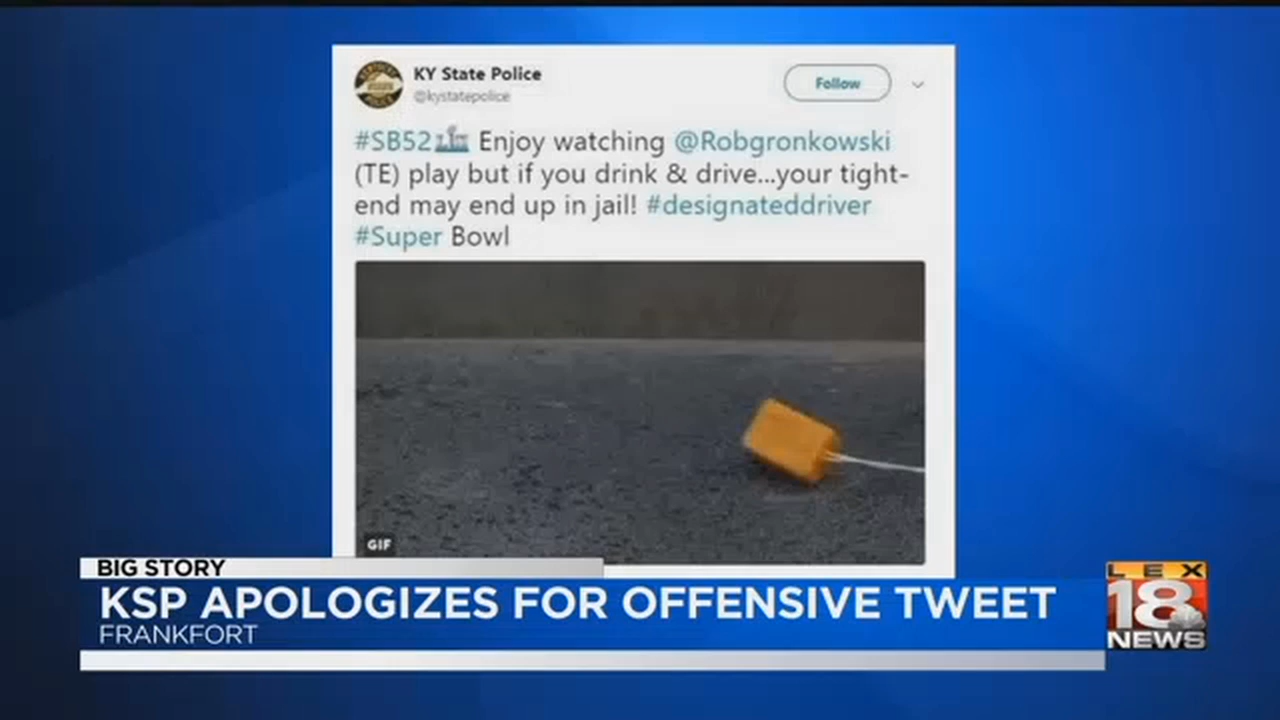 KY State Police
@kystatepolice
Follow
#SB52 Enjoy watching @Robgronkowski
(TE) play but if you drink & drive...your tight-
end may end up in jail! #designateddriver
#Super Bowl
GIF
BIG STORY
KSP APOLOGIZES FOR OFFENSIVE TWEET
FRANKFORT
LEX
18
NEWS